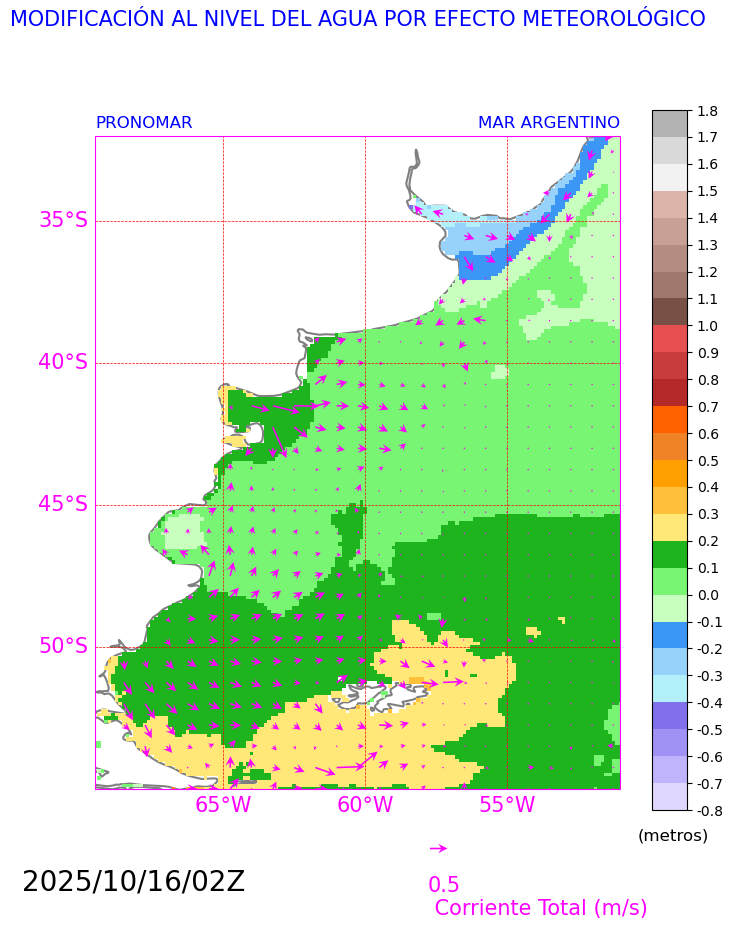 MODIFICACIÓN AL NIVEL DEL AGUA POR EFECTO METEOROLÓGICO
PRONOMAR MAR ARGENTINO
35°S
40°S
45°S
50°S
65°W 60°W 55°W
1.8
1.7
1.6
1.5
1.4
1.3
1.2
1.1
1.0
0.9
0.8
0.7
0.6
0.5
0.4
0.3
0.2
0.1
0.0
-0.1
-0.2
-0.3
-0.4
-0.5
-0.6
-0.7
-0.8
(metros)
2025/10/16/02Z
0.5
Corriente Total (m/s)